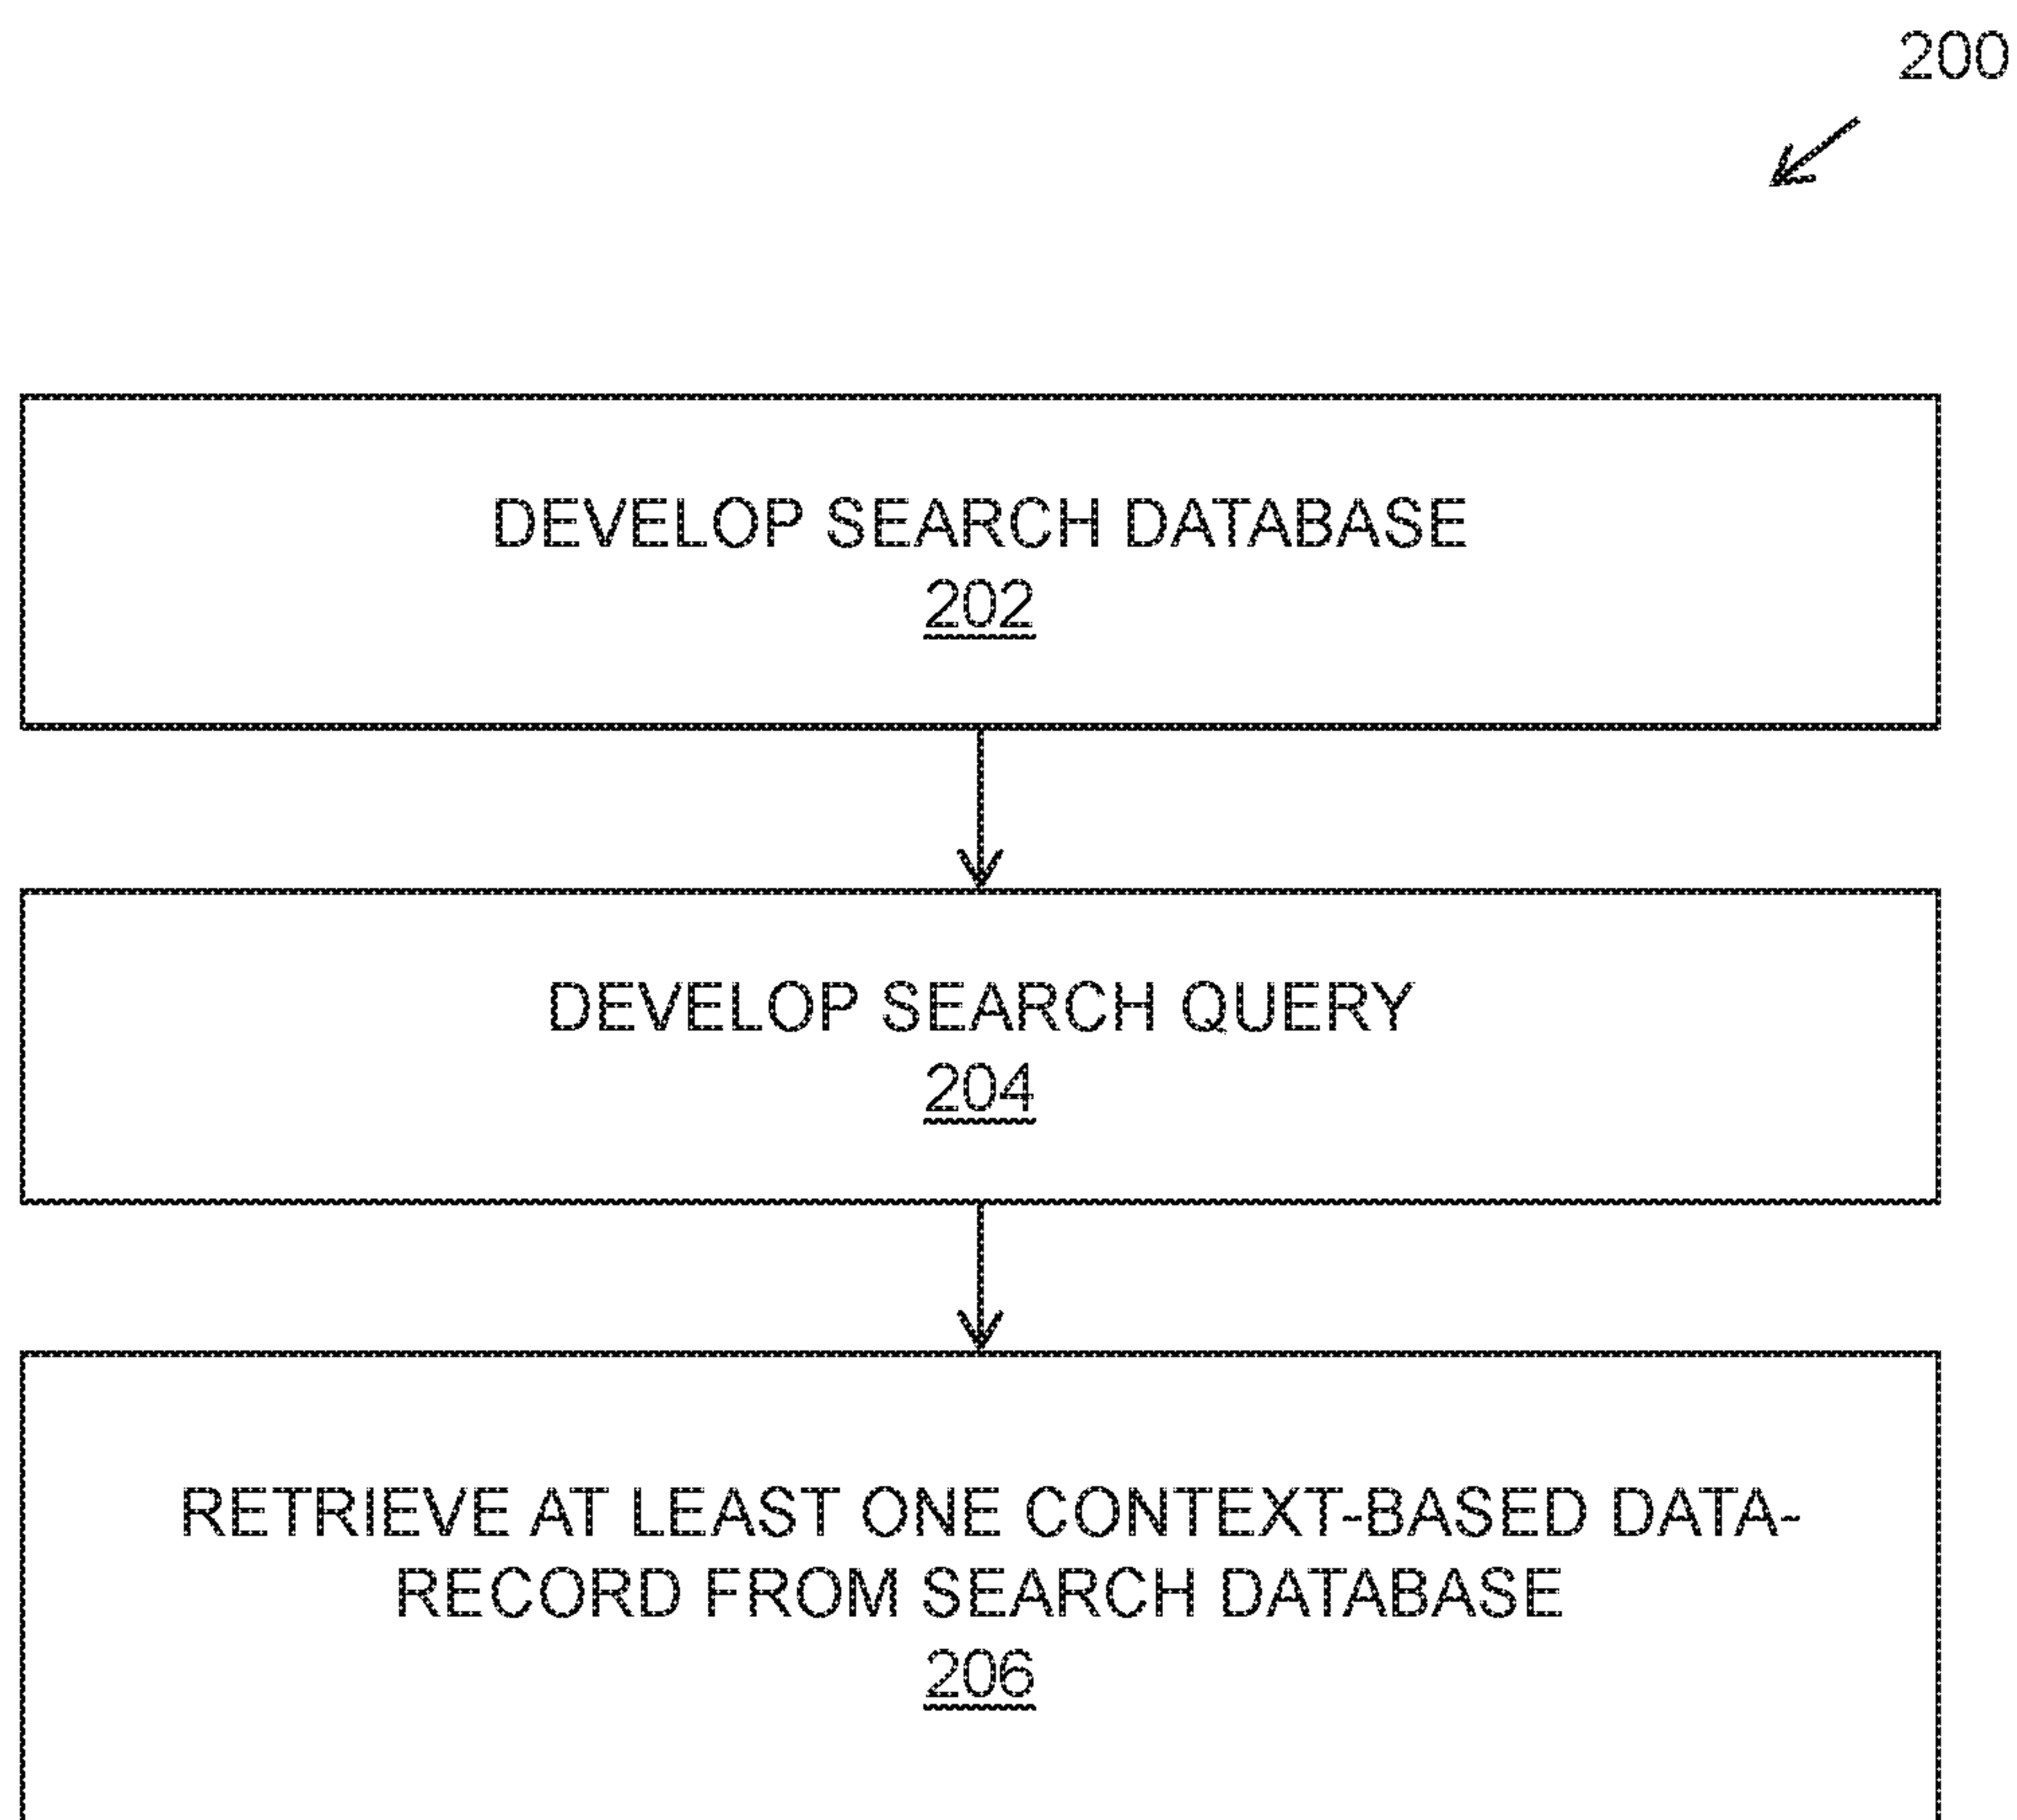 200
DEVELOP SEARCH DATABASE
202
DEVELOP SEARCH QUERY
204
RETRIEVE AT LEAST ONE CONTEXT-BASED DATA-
RECORD FROM SEARCH DATABASE
206